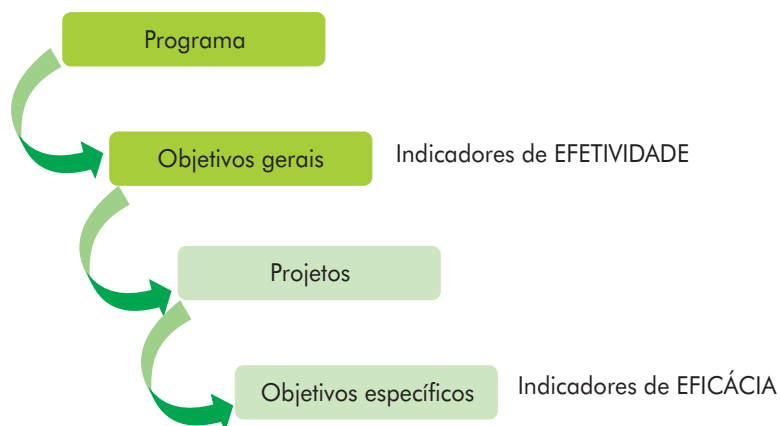 Programa
Objetivos gerais
Indicadores de EFETIVIDADE
Projetos
Objetivos específicos
Indicadores de EFICÁCIA